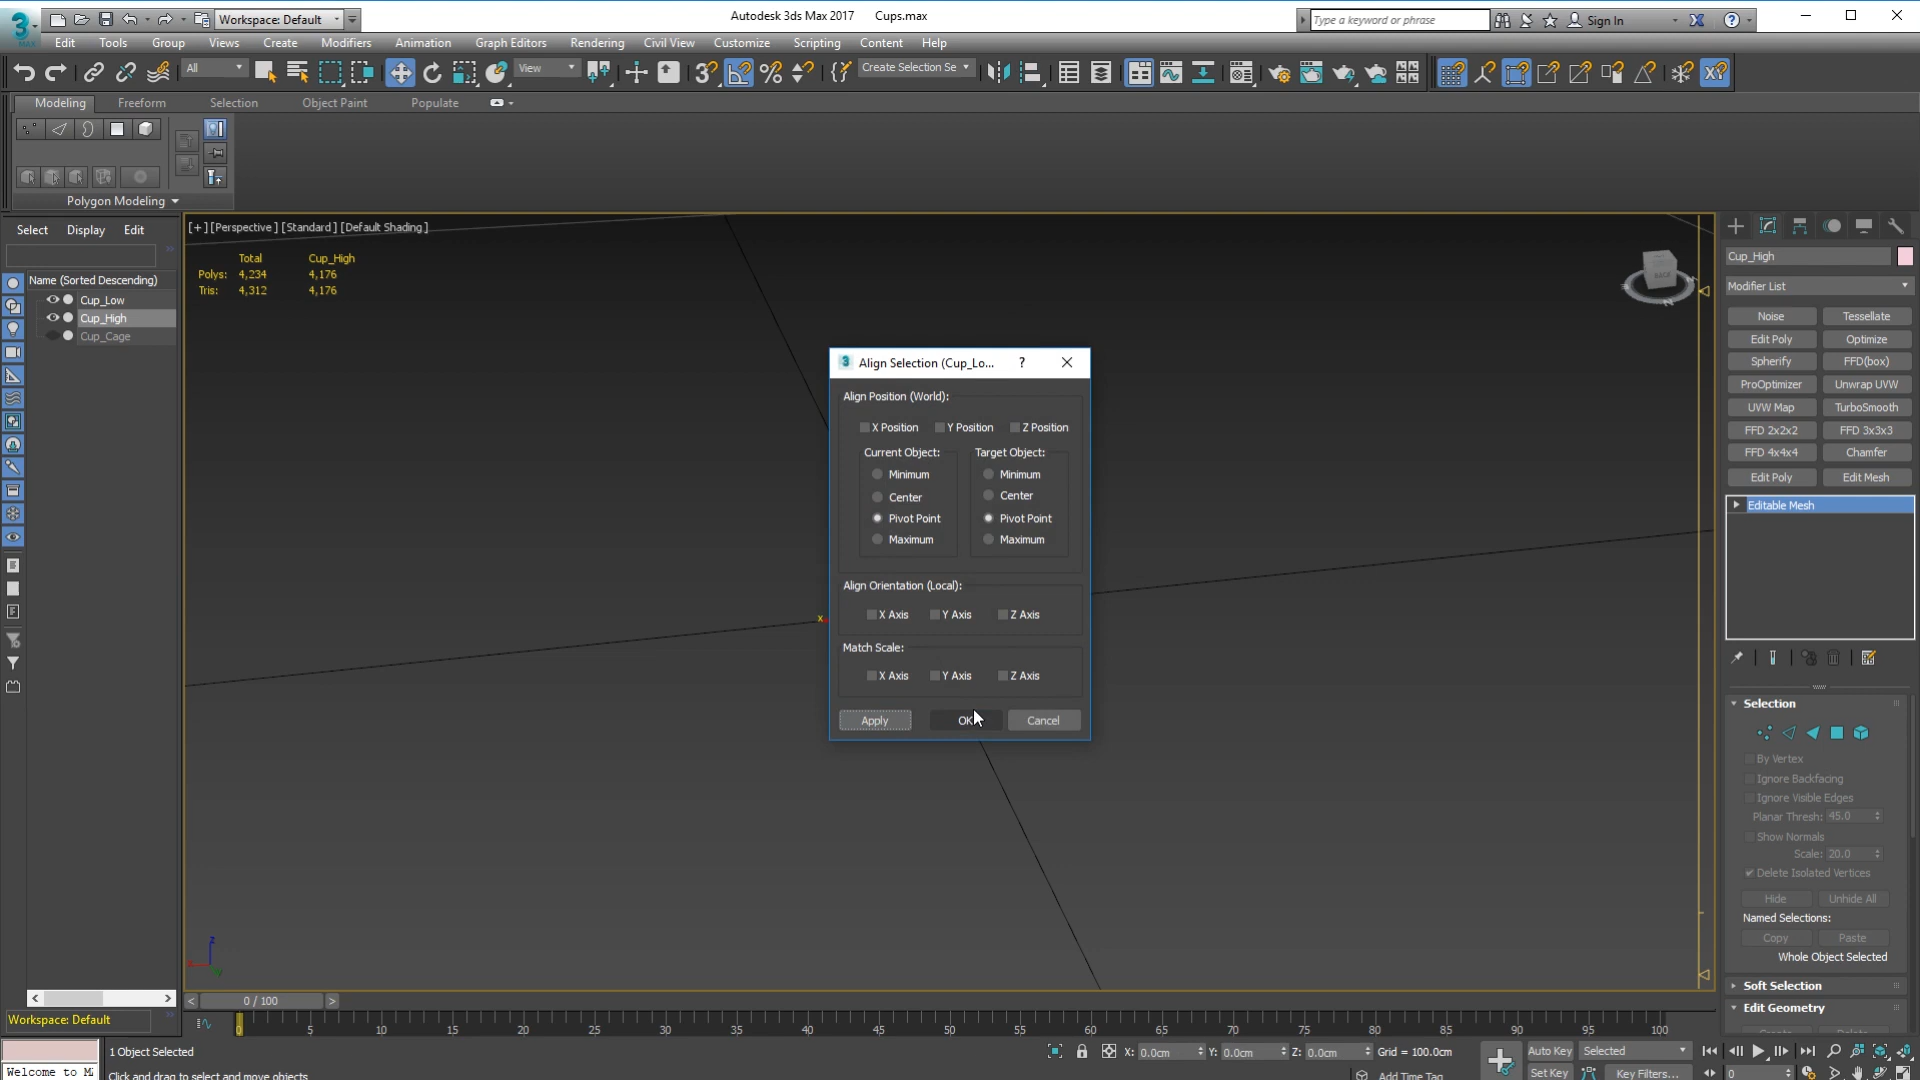 Workspace: Default
Autodesk 3ds Max 2017 Cups.max
Type a keyword or phrase
Sign In
3
MAX
Edit Tools Group Views Create Modifiers Animation Graph Editors Rendering Civil View Customize Scripting Content Help
All
View
Create Selection Se
Modeling Freeform Selection Object Paint Populate
Polygon Modeling
Select Display Edit
Name (Sorted Descending)
Cup_Low
Cup_High
Cup_Cage
[+] [Perspective ] [Standard ] [Default Shading ]
Total Cup_High
Polys: 4,234 4,176
Tris: 4,312 4,176
BACK
3 Align Selection (Cup_Lo... ?
Align Position (World):
X Position Y Position Z Position
Current Object: Target Object:
Minimum Minimum
Center Center
Pivot Point Pivot Point
Maximum Maximum
Align Orientation (Local):
X Axis Y Axis Z Axis
Match Scale:
X Axis Y Axis Z Axis
Apply OK Cancel
x
z
Cup_High
Modifier List
Noise Tessellate
Edit Poly Optimize
Spherify FFD(box)
ProOptimizer Unwrap UVW
UVW Map TurboSmooth
FFD 2x2x2 FFD 3x3x3
FFD 4x4x4 Chamfer
Edit Poly Edit Mesh
Editable Mesh
Selection
By Vertex
Ignore Backfacing
Ignore Visible Edges
Planar Thresh: 45.0
Show Normals
Scale: 20.0
Delete Isolated Vertices
Hide Unhide All
Named Selections:
Copy Paste
Whole Object Selected
Soft Selection
Edit Geometry
Create Delete
< 0 / 100 >
Workspace: Default
0 5 10 15 20 25 30 35 40 45 50 55 60 65 70 75 80 85 90 95 100
1 Object Selected
X: 0.0cm Y: 0.0cm Z: 0.0cm Grid = 100.0cm
Auto Key Selected
Welcome to M
Click and drag to select and move objects
Add Time Tag
Set Key Key Filters...
0